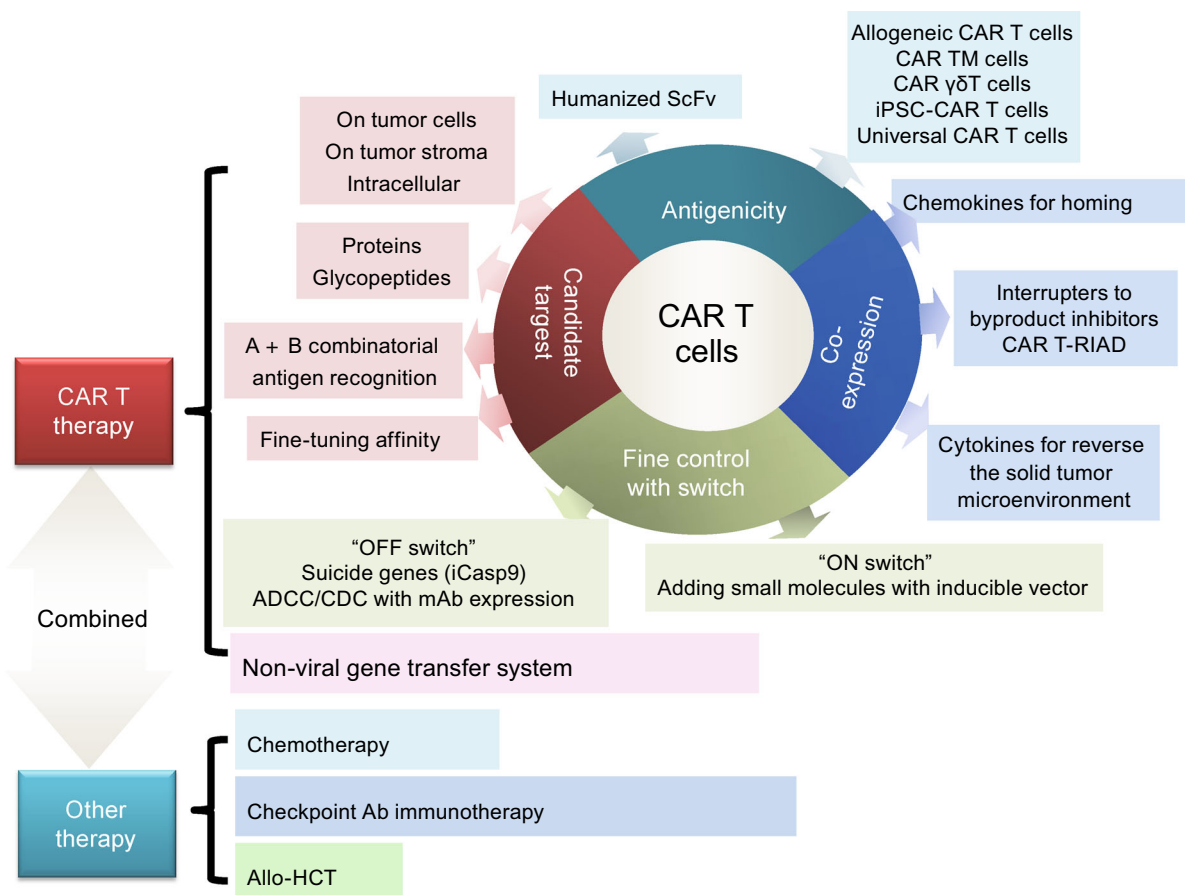 Allogeneic CAR T cells
CAR TM cells
CAR γδT cells
iPSC-CAR T cells
Universal CAR T cells
Humanized ScFv
On tumor cells
On tumor stroma
Intracellular
Proteins
Glycopeptides
A + B combinatorial
antigen recognition
Fine-tuning affinity
Antigenicity
Candidate
targest
CAR T
cells
Co-
expression
Fine control
with switch
Chemokines for homing
Interrupters to
byproduct inhibitors
CAR T-RIAD
Cytokines for reverse
the solid tumor
microenvironment
"OFF switch"
Suicide genes (iCasp9)
ADCC/CDC with mAb expression
"ON switch"
Adding small molecules with inducible vector
Non-viral gene transfer system
CAR T
therapy
Combined
Other
therapy
Chemotherapy
Checkpoint Ab immunotherapy
Allo-HCT